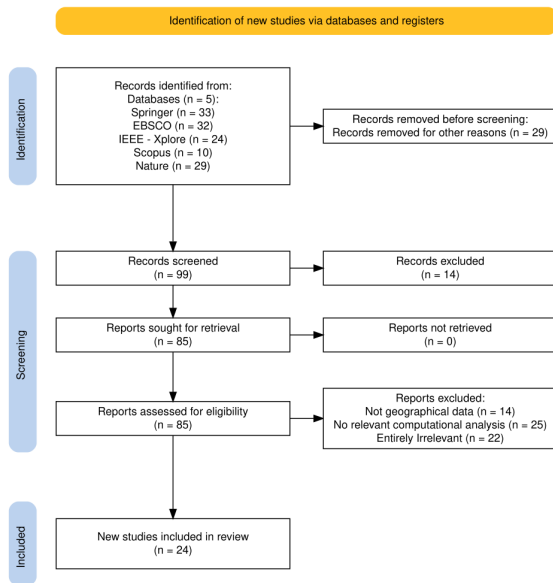 Identification of new studies via databases and registers
Identification
Records identified from:
Databases (n = 5):
Springer (n = 33)
EBSCO (n = 32)
IEEE - Xplore (n = 24)
Scopus (n = 10)
Nature (n = 29)
Records removed before screening:
Records removed for other reasons (n = 29)
Screening
Records screened
(n = 99)
Records excluded
(n = 14)
Reports sought for retrieval
(n = 85)
Reports not retrieved
(n = 0)
Reports assessed for eligibility
(n = 85)
Reports excluded:
Not geographical data (n = 14)
No relevant computational analysis (n = 25)
Entirely Irrelevant (n = 22)
Included
New studies included in review
(n = 24)